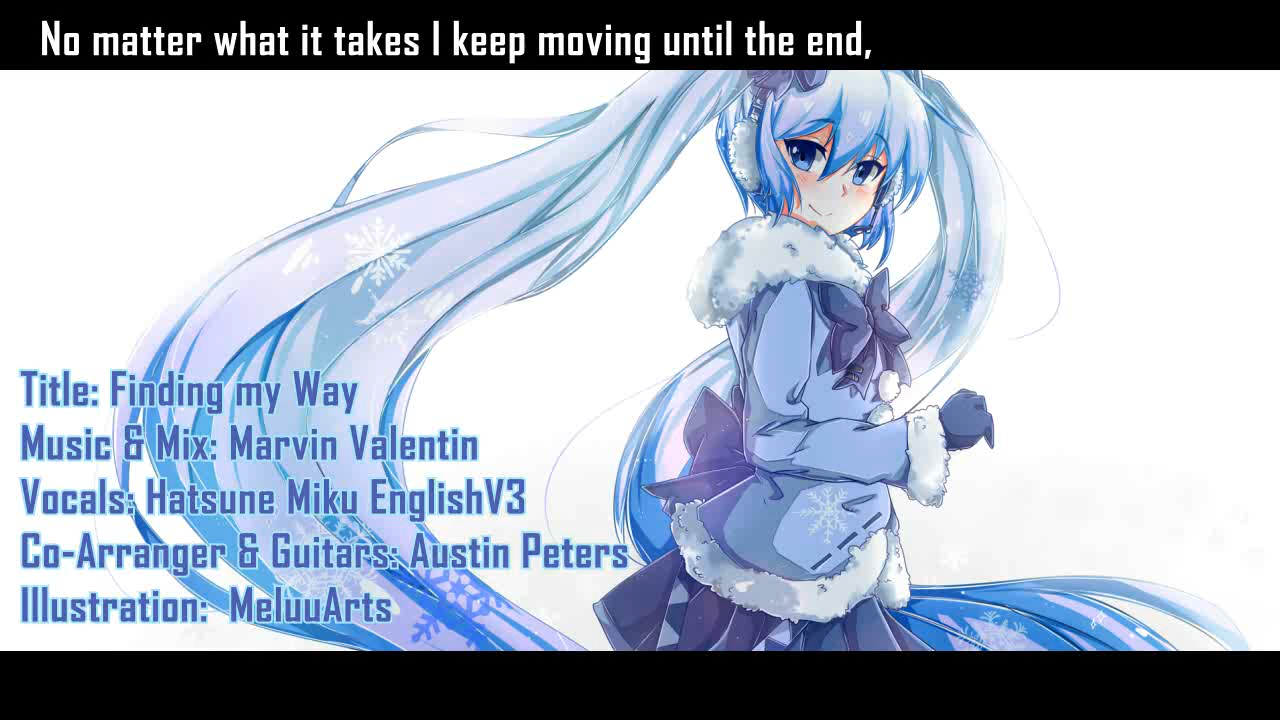 No matter what it takes I keep moving until the end,
Title: Finding my Way
Music & Mix: Marvin Valentin
Vocals: Hatsune Miku EnglishV3
Co-Arranger & Guitars: Austin Peters
Illustration: MeluuArts